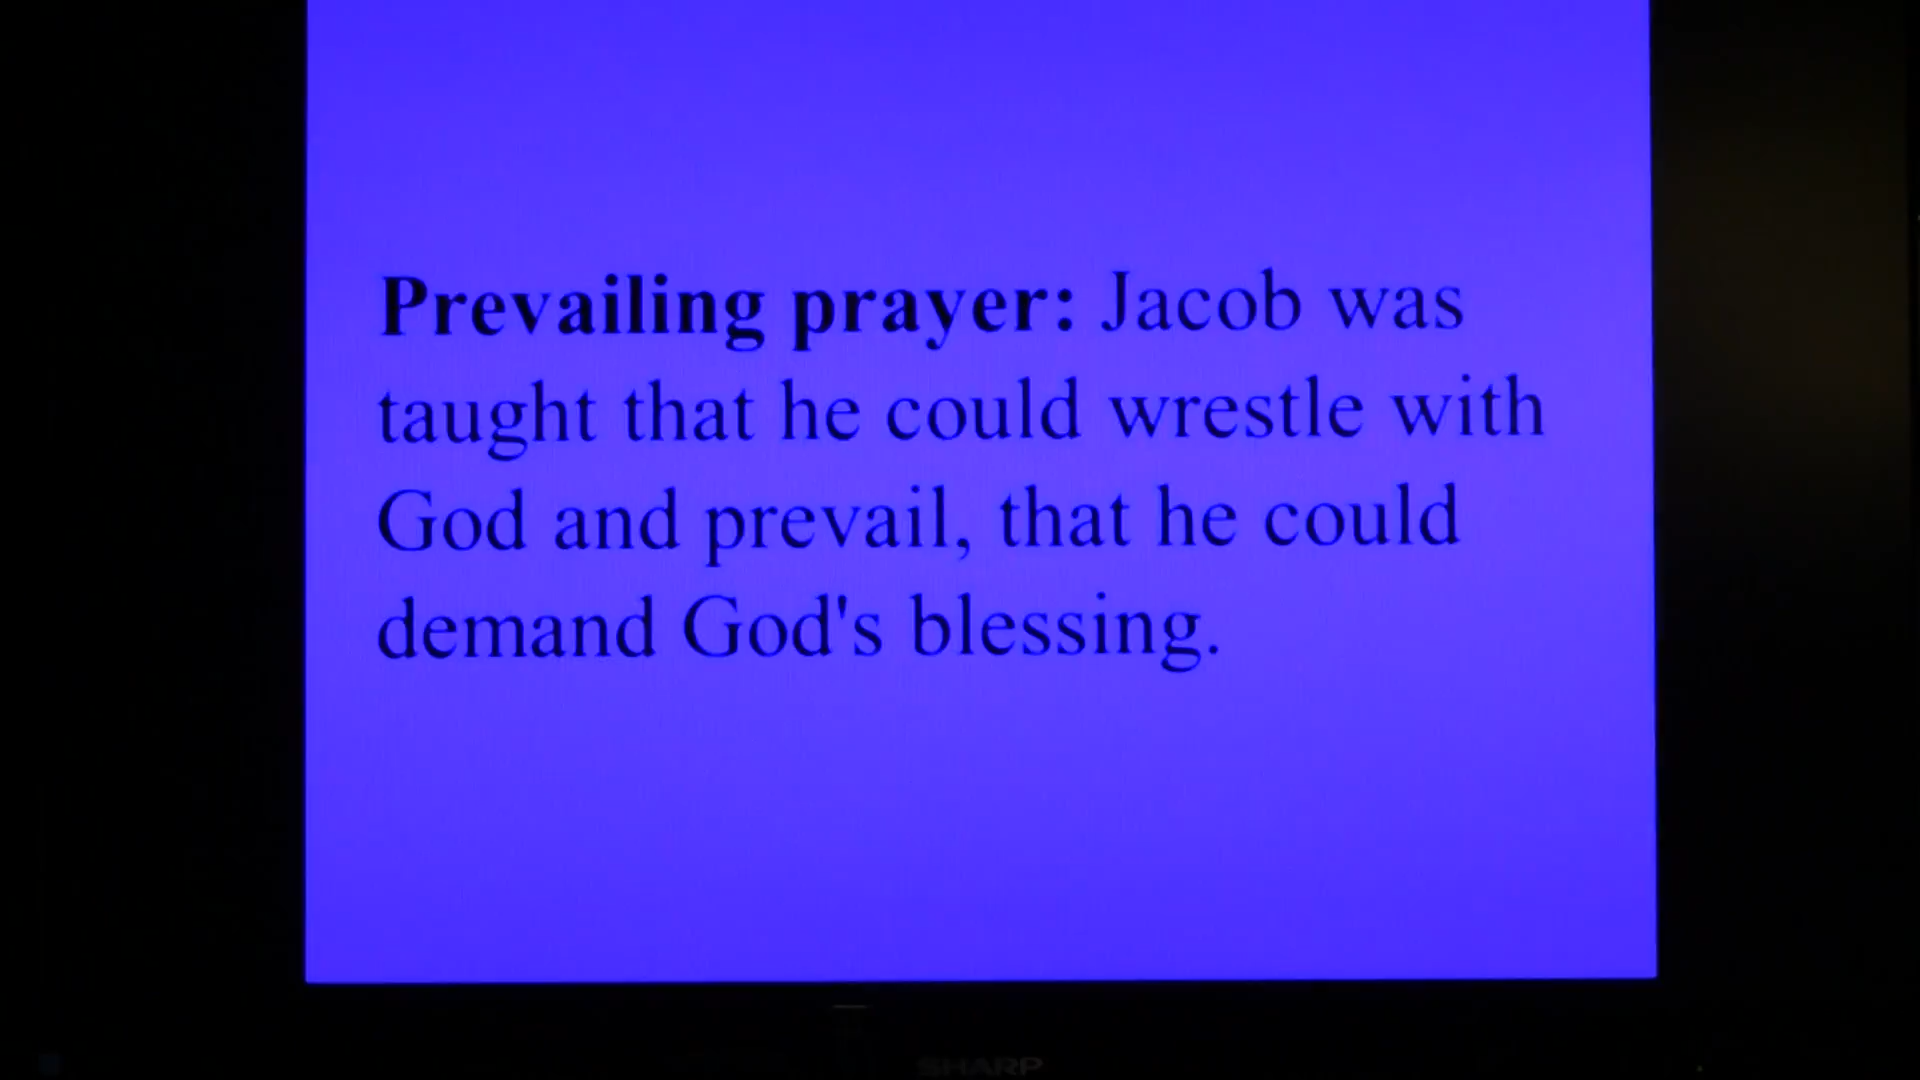 Prevailing prayer: Jacob was
taught that he could wrestle with
God and prevail, that he could
demand God's blessing.
SHARP